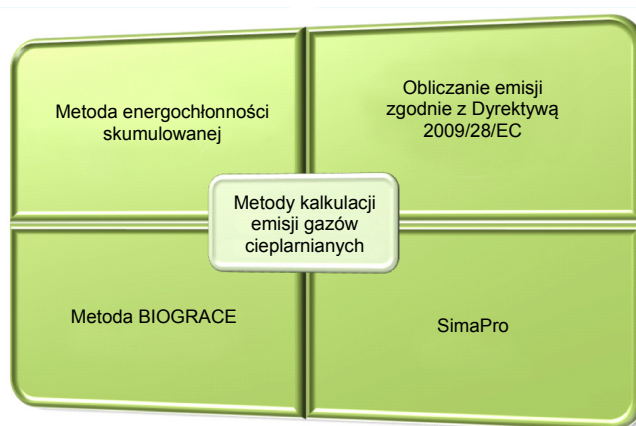 Metoda energochłonności
skumulowanej
Obliczanie emisji
zgodnie z Dyrektywą
2009/28/EC
Metody kalkulacji
emisji gazów
cieplarnianych
Metoda BIOGRACE
SimaPro